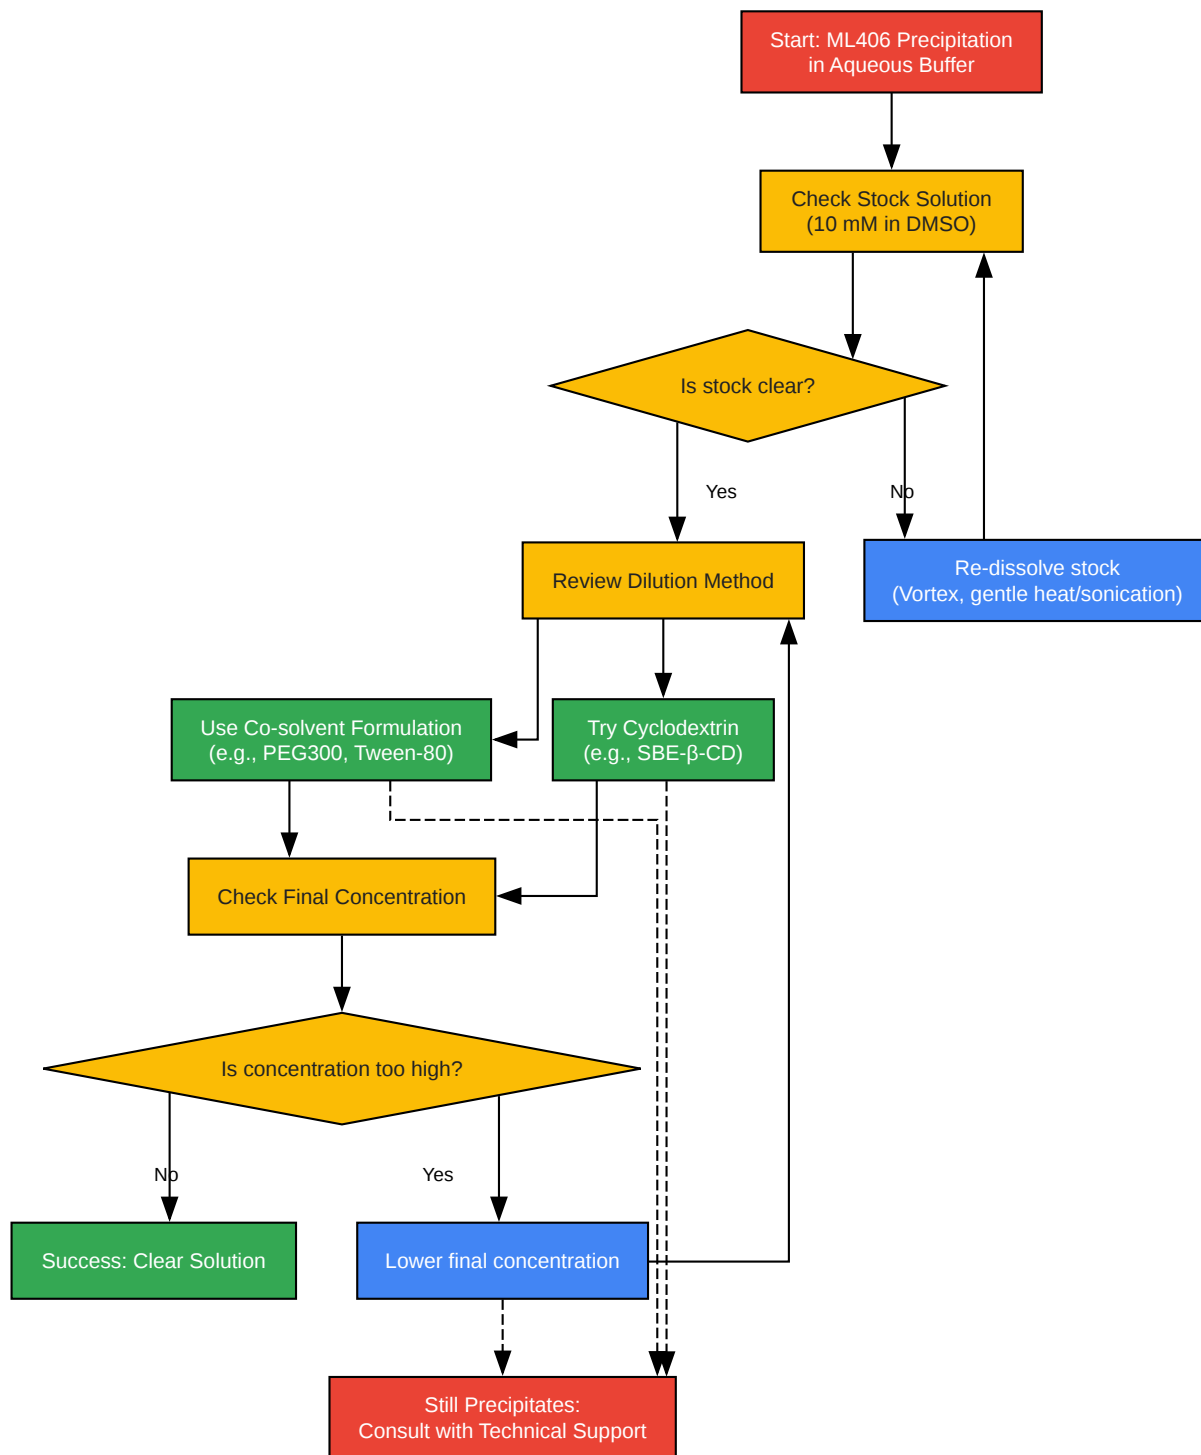 Start: ML406 Precipitation
in Aqueous Buffer
Check Stock Solution
(10 mM in DMSO)
Is stock clear?
Yes
No
Review Dilution Method
Re-dissolve stock
(Vortex, gentle heat/sonication)
Use Co-solvent Formulation
(e.g., PEG300, Tween-80)
Try Cyclodextrin
(e.g., SBE-β-CD)
Check Final Concentration
Is concentration too high?
No
Yes
Success: Clear Solution
Lower final concentration
Still Precipitates:
Consult with Technical Support